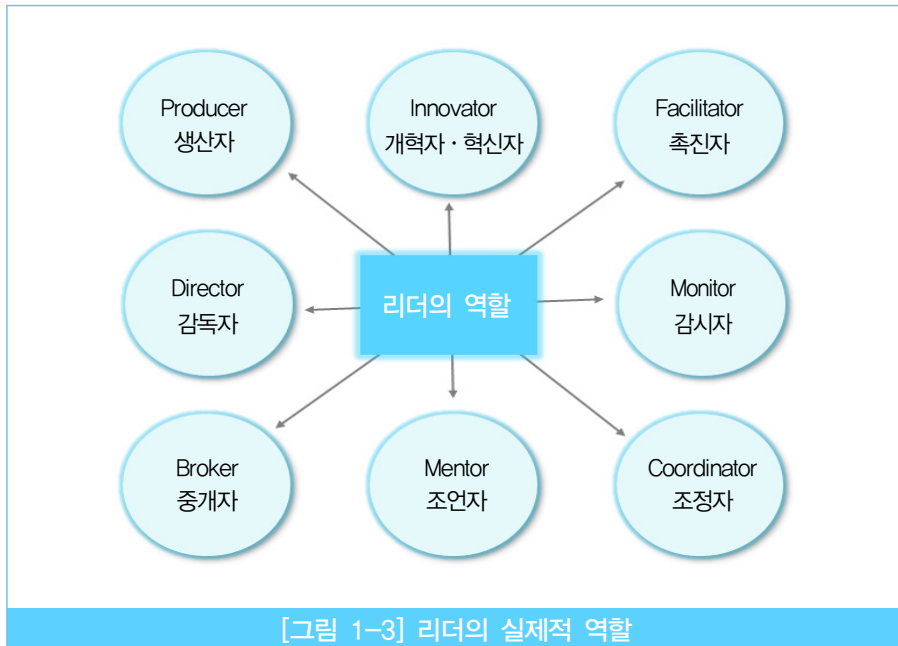 Producer
생산자
Innovator
개혁자 · 혁신자
Facilitator
촉진자
Director
감독자
리더의 역할
Monitor
감시자
Broker
중개자
Mentor
조언자
Coordinator
조정자
[그림 1-3] 리더의 실제적 역할